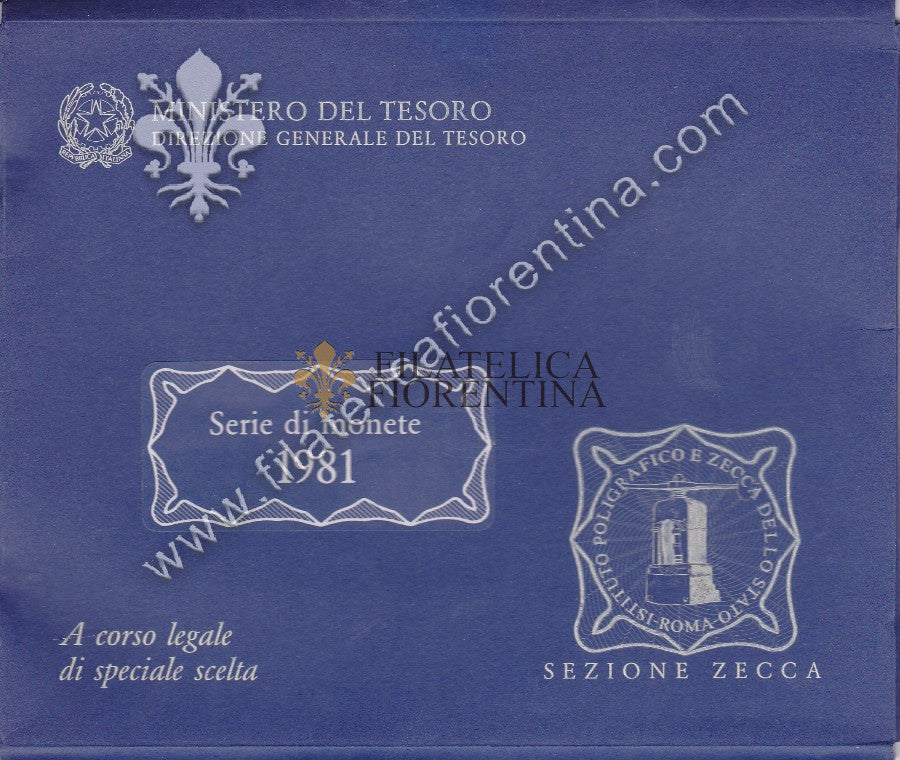 MINISTERO DEL TESORO
DIREZIONE GENERALE DEL TESORO
REPVBBLICA ITALIANA
www.filatelicafiorentina.com
FILATELICA
FIORENTINA
Serie di monete
1981
ISTITUTO POLIGRAFICO E ZECCA DELLO STATO·ROMA·
SEZIONE ZECCA
A corso legale
di speciale scelta